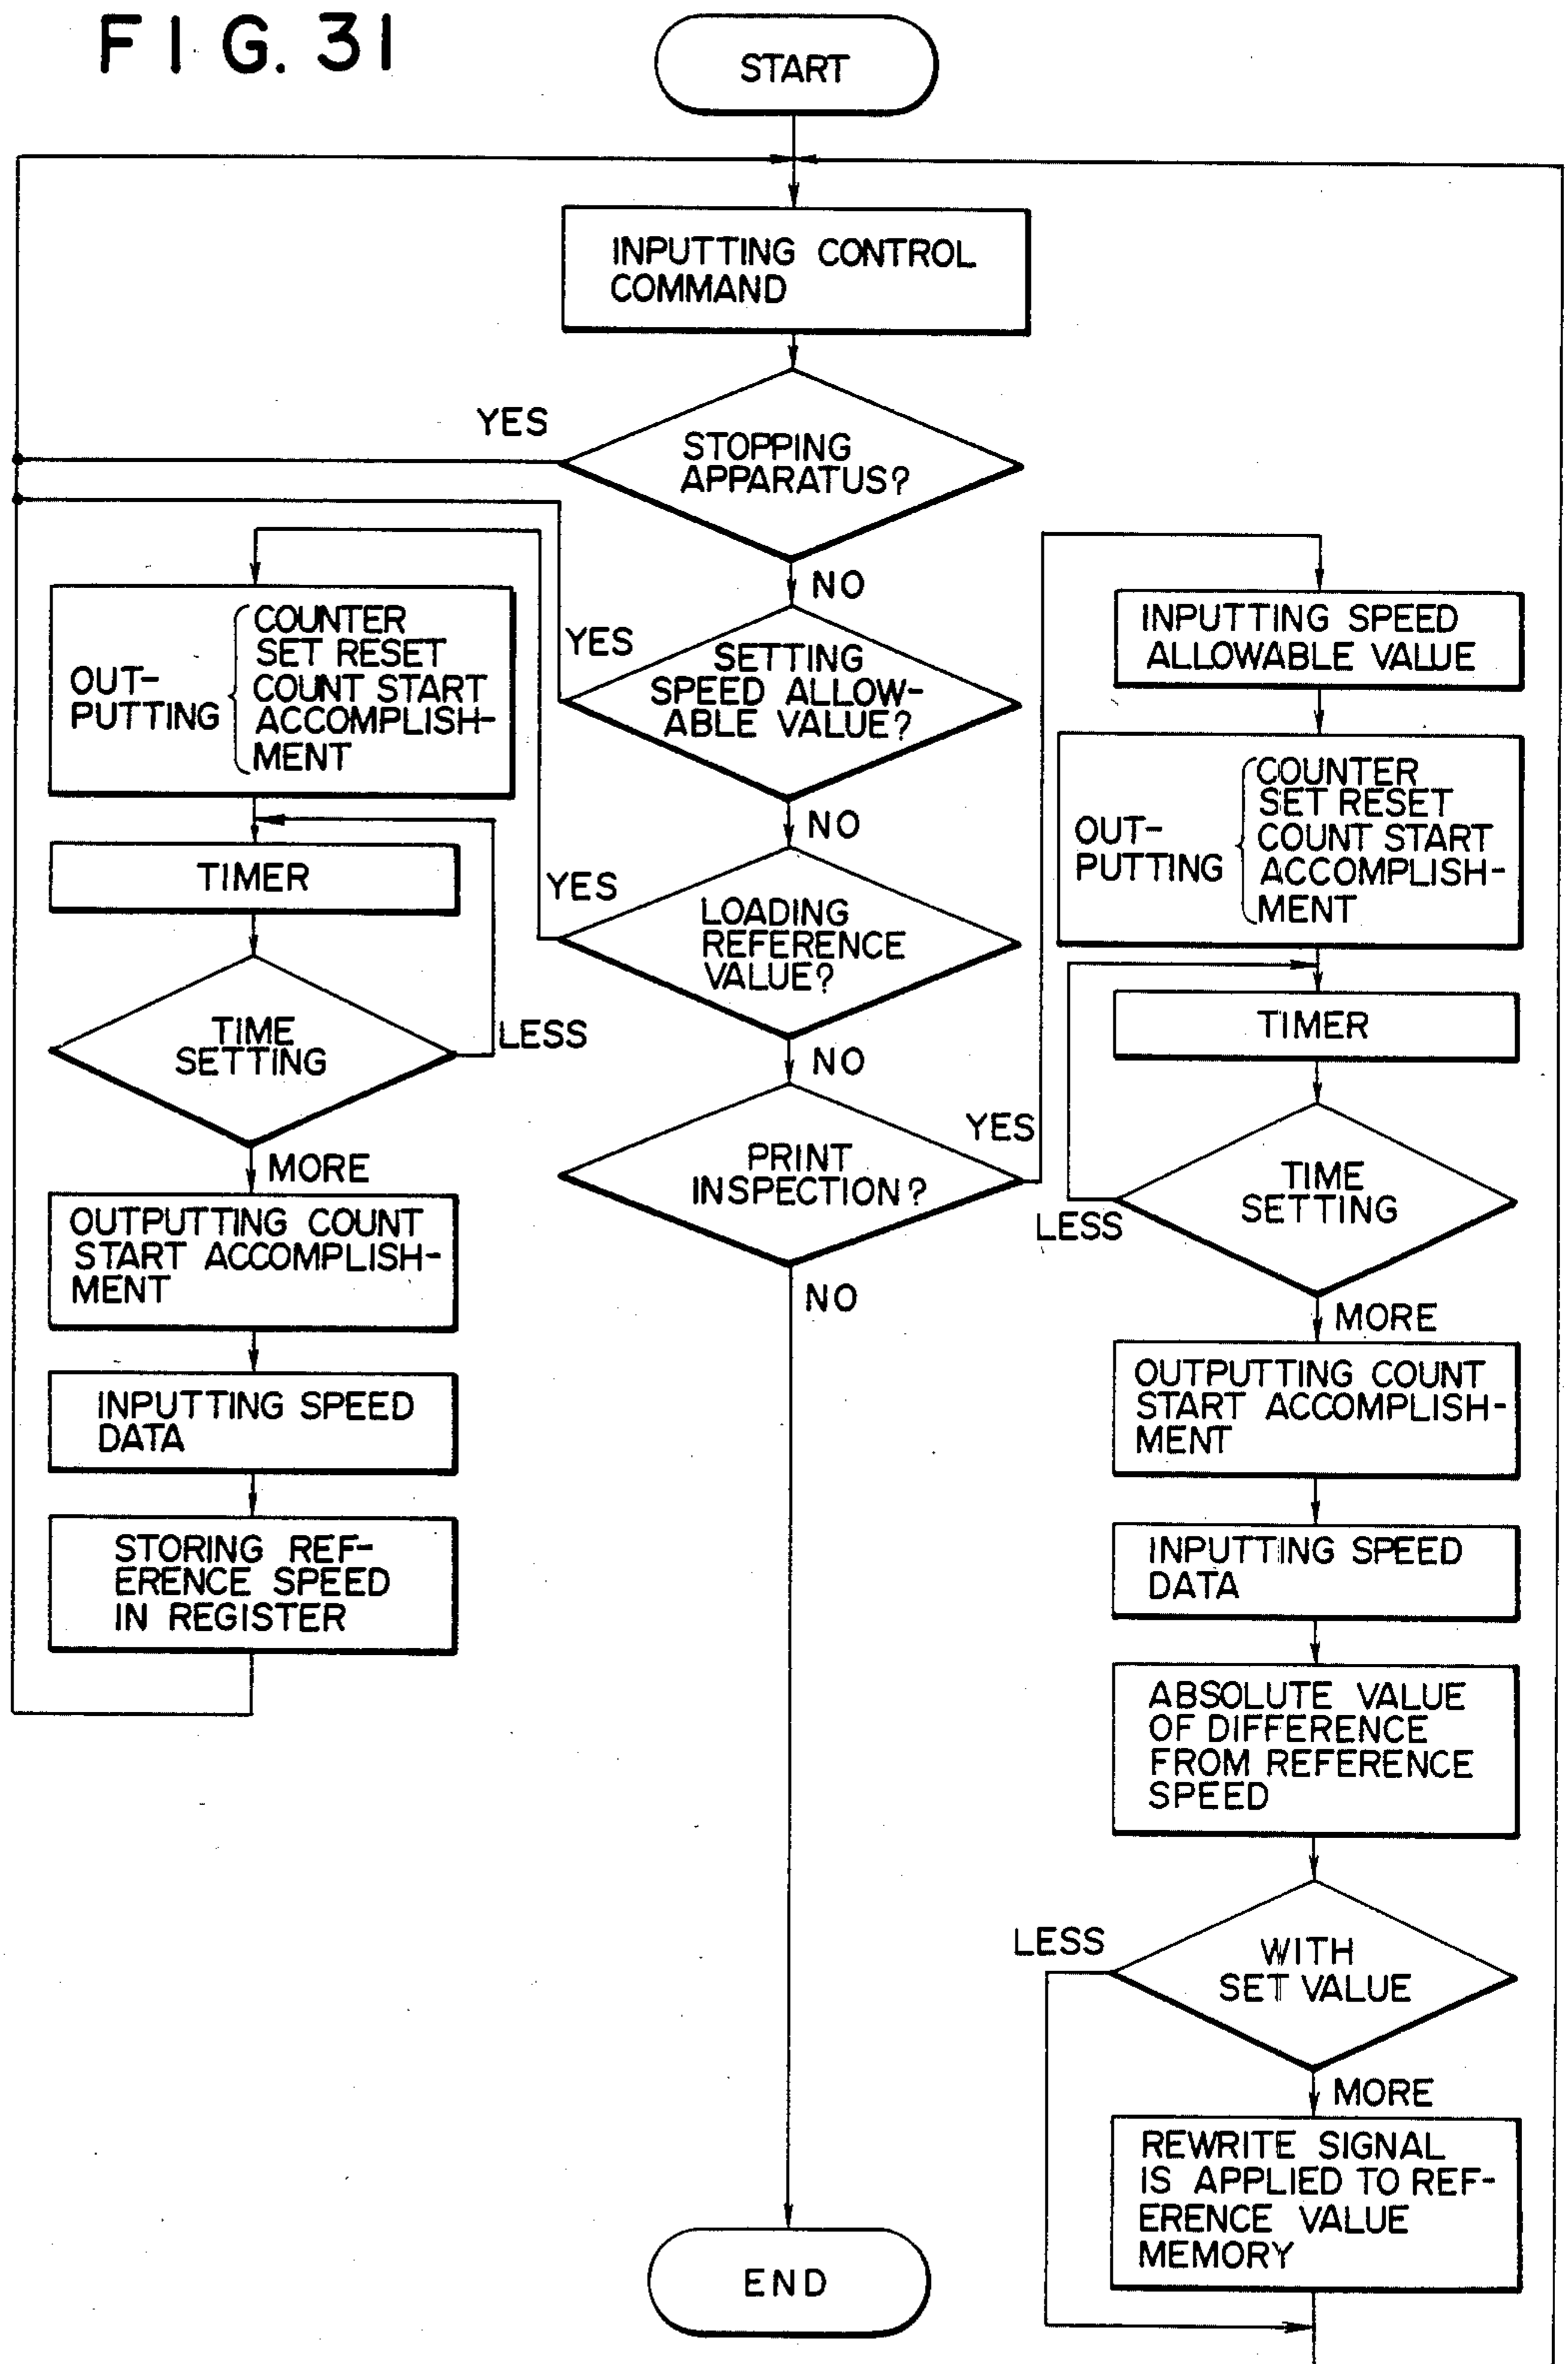 FIG. 31
START
INPUTTING CONTROL
COMMAND
YES
STOPPING
APPARATUS?
NO
YES
SETTING
SPEED ALLOW-
ABLE VALUE?
NO
YES
LOADING
REFERENCE
VALUE?
NO
PRINT
INSPECTION?
YES
NO
END
OUT-
PUTTING
COUNTER
SET RESET
COUNT START
ACCOMPLISH-
MENT
TIMER
TIME
SETTING
LESS
MORE
OUTPUTTING COUNT
START ACCOMPLISH-
MENT
INPUTTING SPEED
DATA
STORING REF-
ERENCE SPEED
IN REGISTER
INPUTTING SPEED
ALLOWABLE VALUE
OUT-
PUTTING
COUNTER
SET RESET
COUNT START
ACCOMPLISH-
MENT
TIMER
TIME
SETTING
LESS
MORE
OUTPUTTING COUNT
START ACCOMPLISH-
MENT
INPUTTING SPEED
DATA
ABSOLUTE VALUE
OF DIFFERENCE
FROM REFERENCE
SPEED
LESS
WITH
SET VALUE
MORE
REWRITE SIGNAL
IS APPLIED TO REF-
ERENCE VALUE
MEMORY